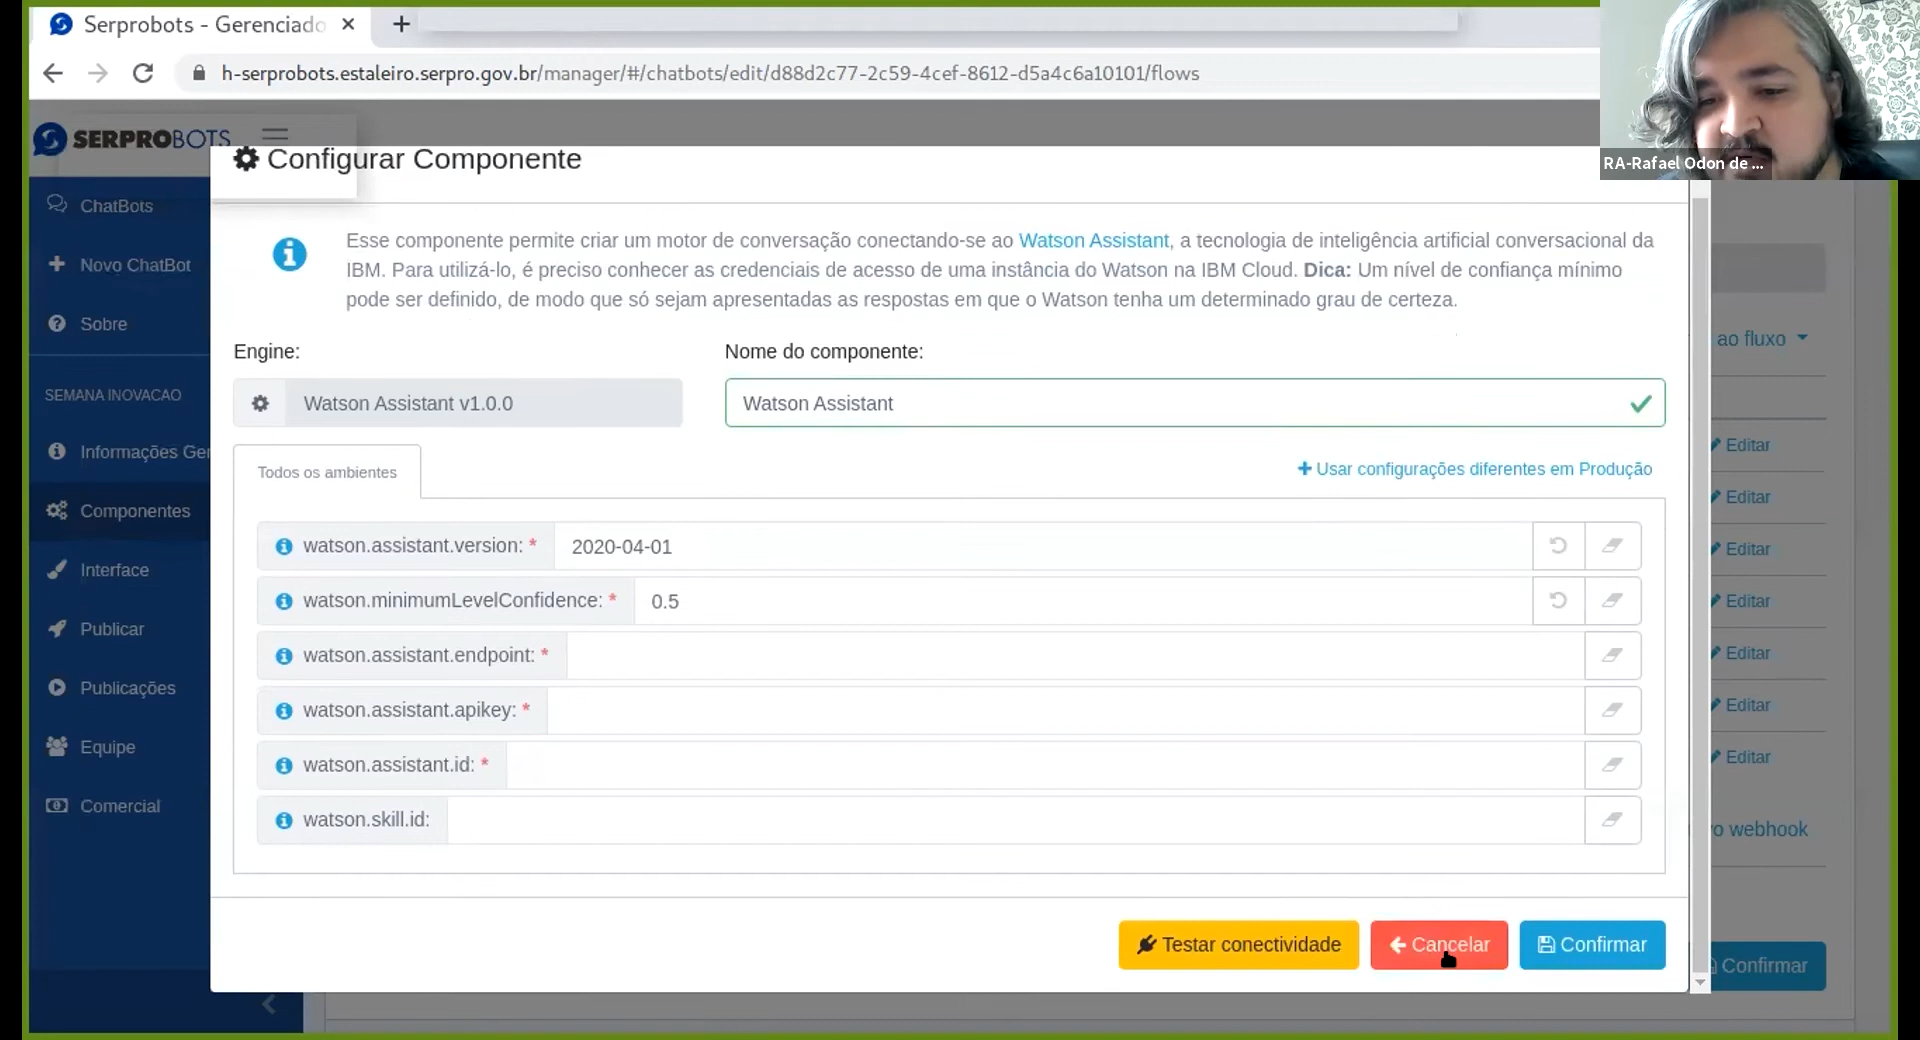 Serprobots - Gerenciado
h-serprobots.estaleiro.serpro.gov.br/manager/#/chatbots/edit/d88d2c77-2c59-4cef-8612-d5a4c6a10101/flows
RA-Rafael Odon de ...
SERPROBOTS
ChatBots
Novo ChatBot
Sobre
SEMANA INOVACAO
Informações Ger
Componentes
Interface
Publicar
Publicações
Equipe
Comercial
Configurar Componente
Esse componente permite criar um motor de conversação conectando-se ao Watson Assistant, a tecnologia de inteligência artificial conversacional da
IBM. Para utilizá-lo, é preciso conhecer as credenciais de acesso de uma instância do Watson na IBM Cloud. Dica: Um nível de confiança mínimo
pode ser definido, de modo que só sejam apresentadas as respostas em que o Watson tenha um determinado grau de certeza.
Engine:
Nome do componente:
Watson Assistant v1.0.0
Watson Assistant
Todos os ambientes
Usar configurações diferentes em Produção
watson.assistant.version: * 2020-04-01
watson.minimumLevelConfidence: * 0.5
watson.assistant.endpoint: *
watson.assistant.apikey: *
watson.assistant.id: *
watson.skill.id:
Testar conectividade
Cancelar
Confirmar
ao fluxo
Editar
Editar
Editar
Editar
Editar
Editar
Editar
vo webhook
Confirmar